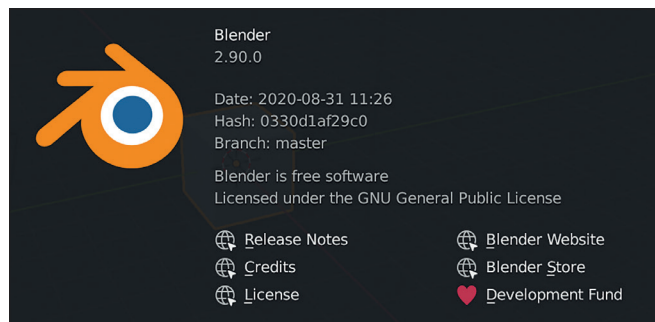 Blender
2.90.0
Date: 2020-08-31 11:26
Hash: 0330d1af29c0
Branch: master
Blender is free software
Licensed under the GNU General Public License
Release Notes
Blender Website
Credits
Blender Store
License
Development Fund